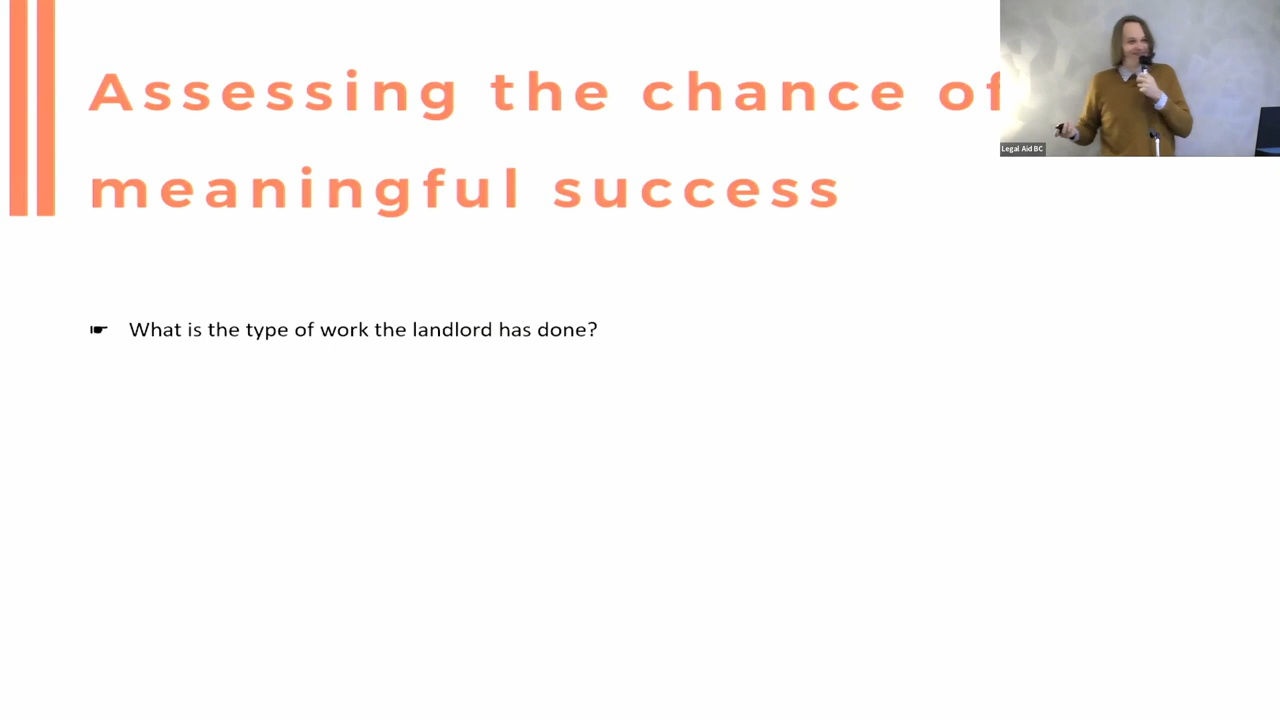 Assessing the chance of
meaningful success
Legal Aid BC
☛ What is the type of work the landlord has done?